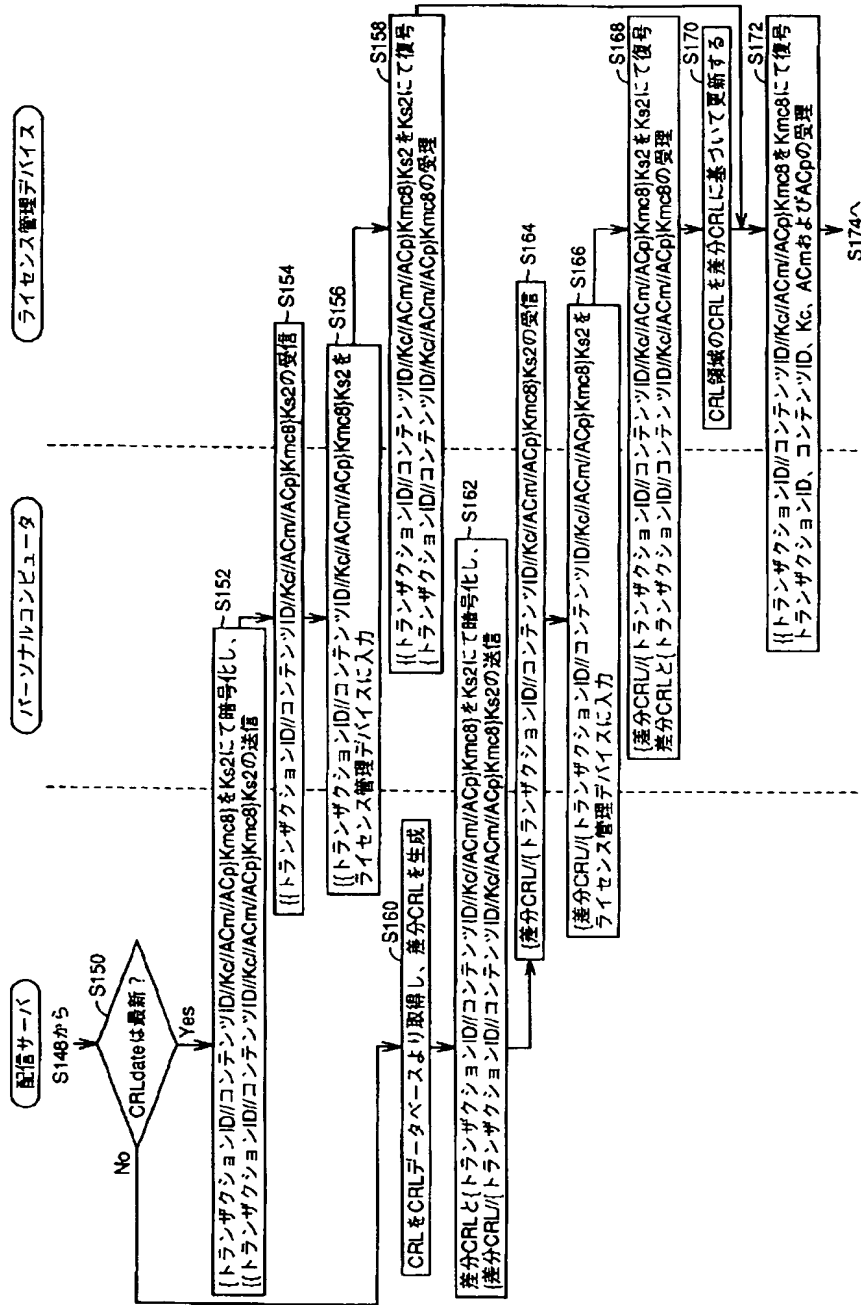 配信サーバ
パーソナルコンピュータ
ライセンス管理デバイス
S148から
S150
CRLdateは最新？
Yes
No
S152
{トランザクションID//コンテンツID//Kc//ACm//ACp}Kmc8}をKs2にて暗号化し、
{{トランザクションID//コンテンツID//Kc//ACm//ACp}Kmc8}Ks2の送信
S154
{{トランザクションID//コンテンツID//Kc//ACm//ACp}Kmc8}Ks2の受信
S156
{{トランザクションID//コンテンツID//Kc//ACm//ACp}Kmc8}Ks2を
ライセンス管理デバイスに入力
S158
{{トランザクションID//コンテンツID//Kc//ACm//ACp}Kmc8}Ks2をKs2にて復号
{トランザクションID//コンテンツID//Kc//ACm//ACp}Kmc8の受理
S160
CRLをCRLデータベースより取得し、差分CRLを生成
S162
差分CRLと{トランザクションID//コンテンツID//Kc//ACm//ACp}Kmc8}をKs2にて暗号化し、
{差分CRL//{トランザクションID//コンテンツID//Kc//ACm//ACp}Kmc8}Ks2の送信
S164
{差分CRL//{トランザクションID//コンテンツID//Kc//ACm//ACp}Kmc8}Ks2の受信
S166
{差分CRL//{トランザクションID//コンテンツID//Kc//ACm//ACp}Kmc8}Ks2を
ライセンス管理デバイスに入力
S168
{差分CRL//{トランザクションID//コンテンツID//Kc//ACm//ACp}Kmc8}Ks2をKs2にて復号
差分CRLと{トランザクションID//コンテンツID//Kc//ACm//ACp}Kmc8の受理
S170
CRL領域のCRLを差分CRLに基づいて更新する
S172
{{トランザクションID//コンテンツID//Kc//ACm//ACp}Kmc8をKmc8にて復号
トランザクションID、コンテンツID、Kc、ACmおよびACpの受理
S174へ